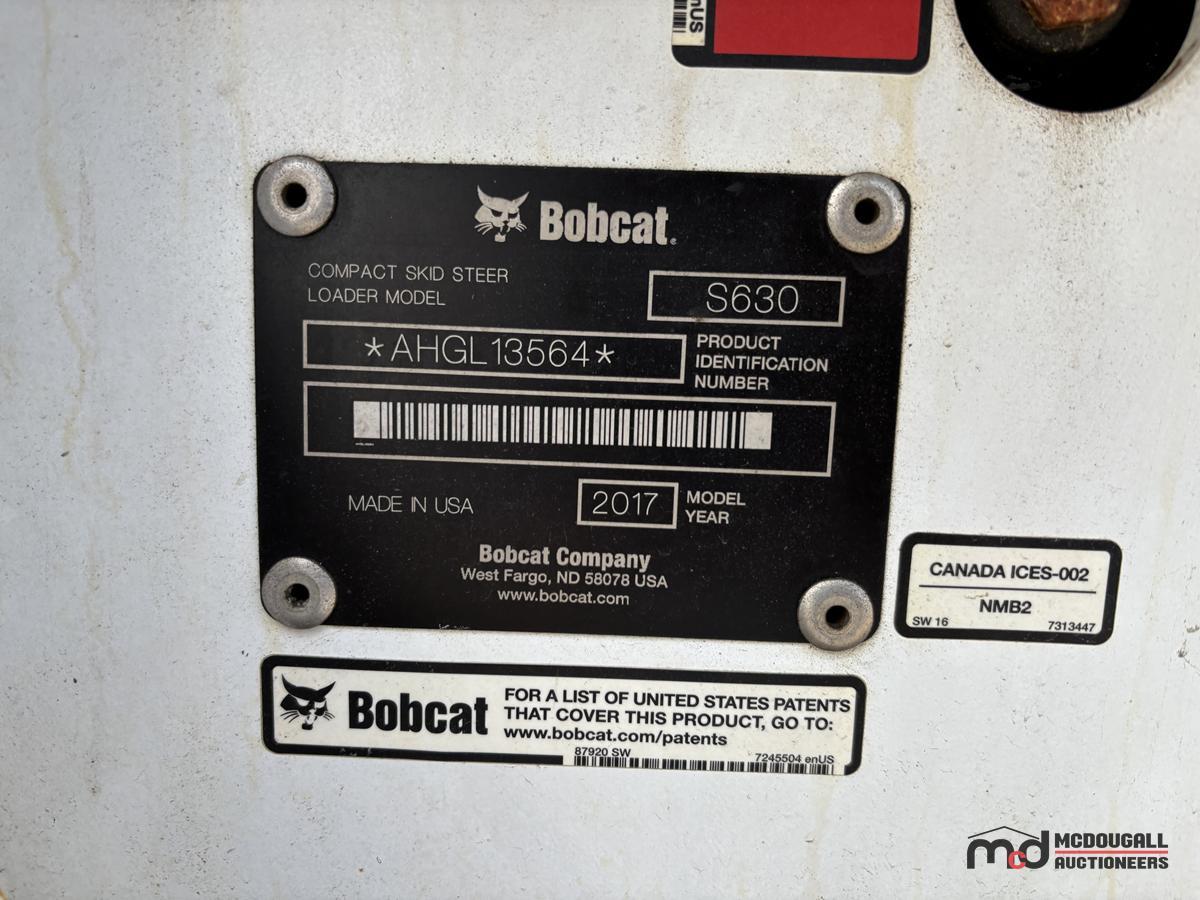 nUS
Bobcat.
COMPACT SKID STEER
LOADER MODEL
S630
*AHGL13564*
PRODUCT
IDENTIFICATION
NUMBER
MADE IN USA
2017
MODEL
YEAR
Bobcat Company
West Fargo, ND 58078 USA
www.bobcat.com
CANADA ICES-002
NMB2
SW 16
7313447
Bobcat
FOR A LIST OF UNITED STATES PATENTS
THAT COVER THIS PRODUCT, GO TO:
www.bobcat.com/patents
87920 SW
7245504 enUS
mcd
MCDOUGALL
AUCTIONEERS